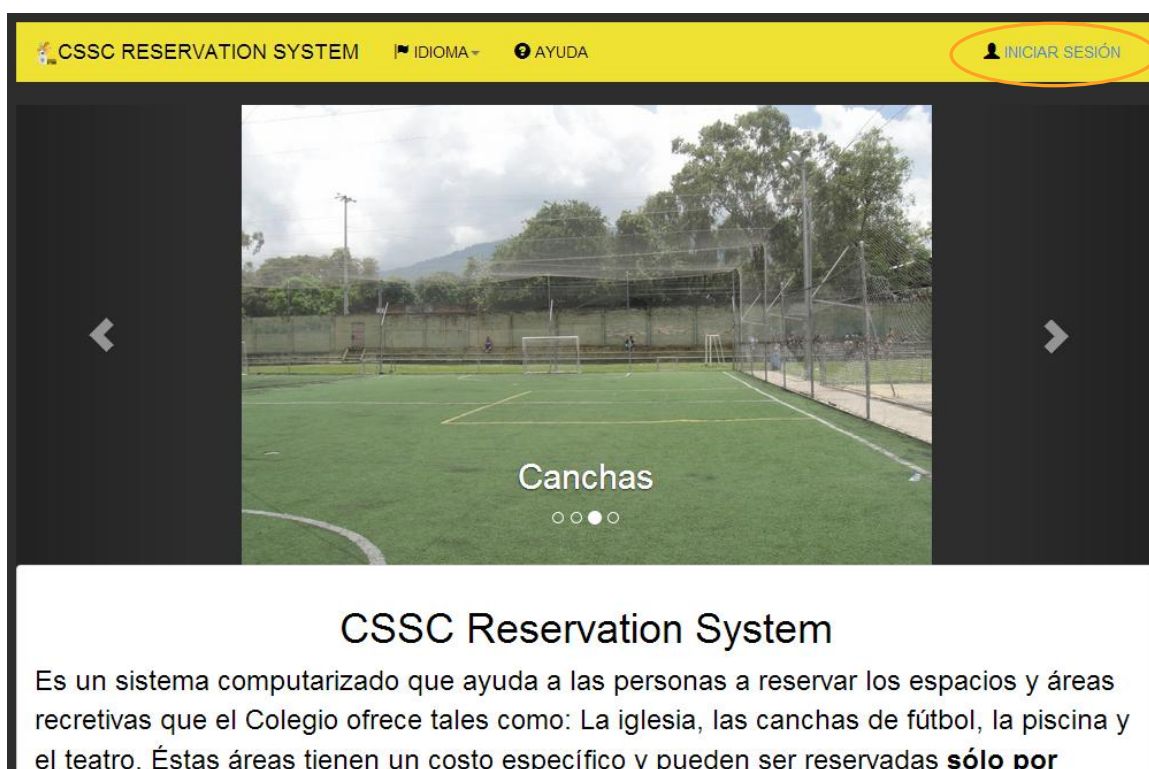 CSSC RESERVATION SYSTEM IDIOMA AYUDA INICIAR SESIÓN
Canchas
CSSC Reservation System
Es un sistema computarizado que ayuda a las personas a reservar los espacios y áreas
recretivas que el Colegio ofrece tales como: La iglesia, las canchas de fútbol, la piscina y
el teatro. Éstas áreas tienen un costo específico y pueden ser reservadas sólo por